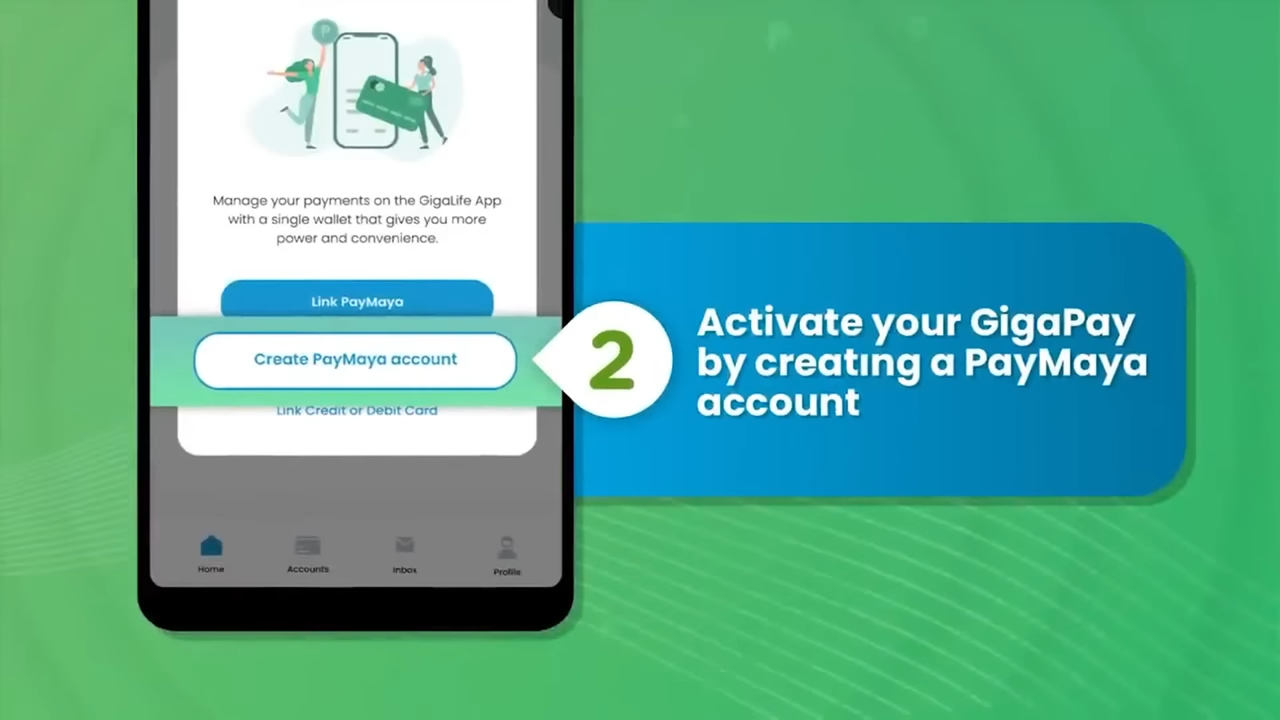 P
Manage your payments on the GigaLife App
with a single wallet that gives you more
power and convenience.
Link PayMaya
Create PayMaya account
Link Credit or Debit Card
2
Activate your GigaPay
by creating a PayMaya
account
Home
Accounts
Inbox
Profile